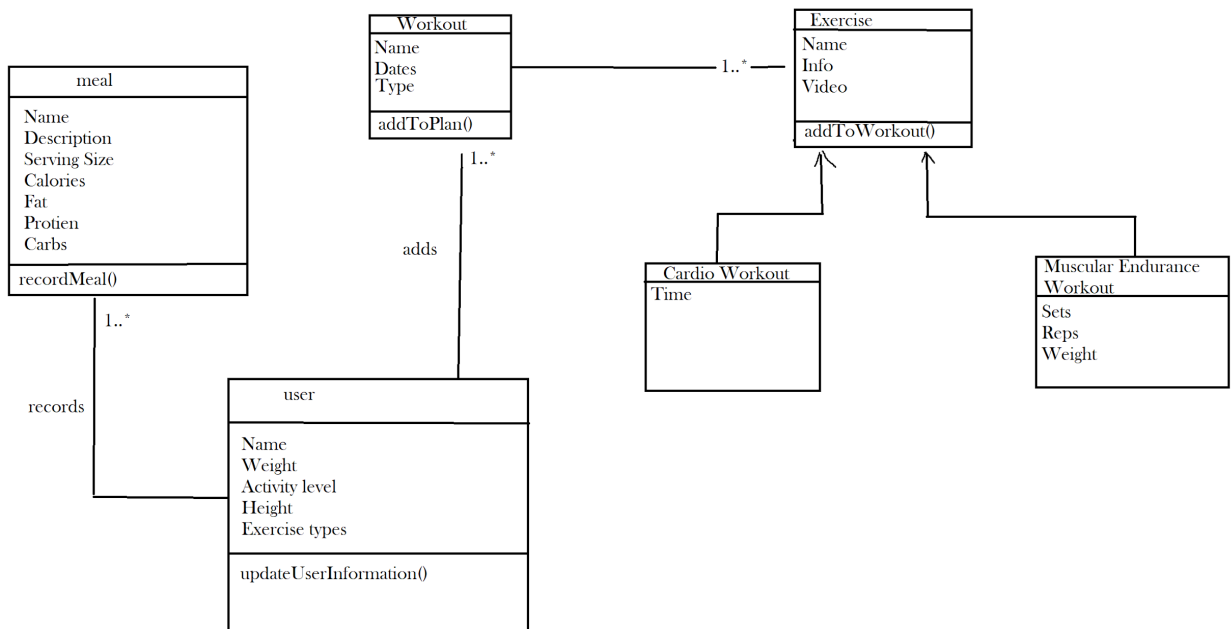 Workout
Name
Dates
Type
addToPlan()
1..*
Exercise
Name
Info
Video
addToWorkout()
1..*
meal
Name
Description
Serving Size
Calories
Fat
Protien
Carbs
recordMeal()
1..*
adds
records
Cardio Workout
Time
Muscular Endurance
Workout
Sets
Reps
Weight
user
Name
Weight
Activity level
Height
Exercise types
updateUserInformation()